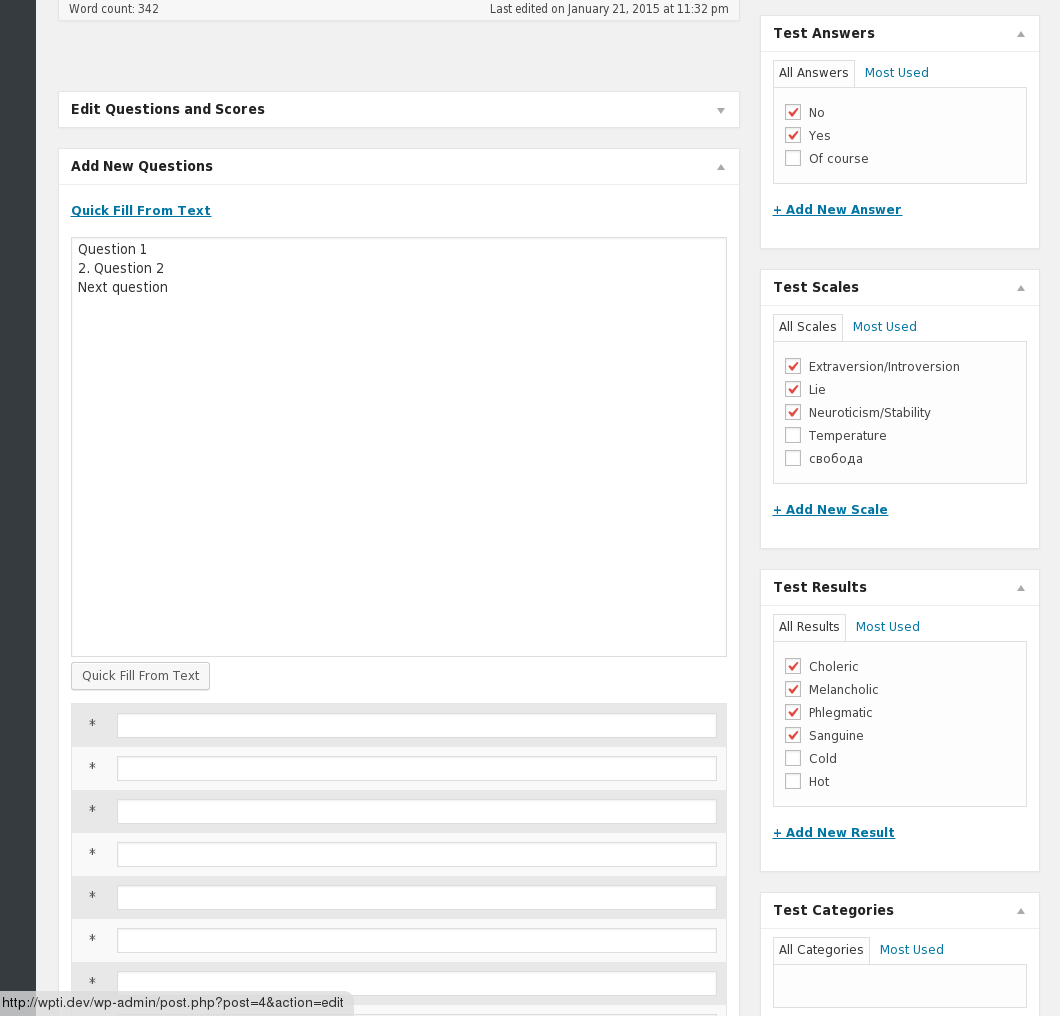 Word count: 342
Last edited on January 21, 2015 at 11:32 pm
Edit Questions and Scores
Add New Questions
Quick Fill From Text
Question 1
2. Question 2
Next question
Quick Fill From Text
*
*
*
*
*
*
*
http://wpti.dev/wp-admin/post.php?post=4&action=edit
Test Answers
All Answers
Most Used
No
Yes
Of course
+ Add New Answer
Test Scales
All Scales
Most Used
Extraversion/Introversion
Lie
Neuroticism/Stability
Temperature
свобода
+ Add New Scale
Test Results
All Results
Most Used
Choleric
Melancholic
Phlegmatic
Sanguine
Cold
Hot
+ Add New Result
Test Categories
All Categories
Most Used